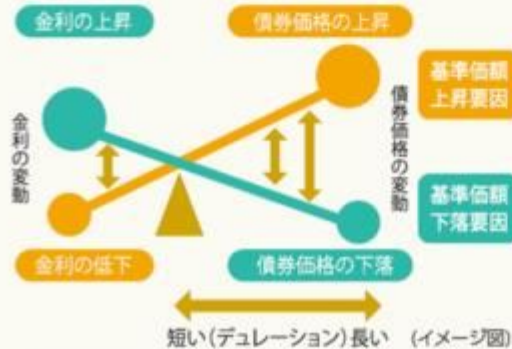 金利の上昇
債券価格の上昇
基準価額
上昇要因
金利の変動
債券価格の変動
基準価額
下落要因
金利の低下
債券価格の下落
短い(デュレーション)長い (イメージ図)